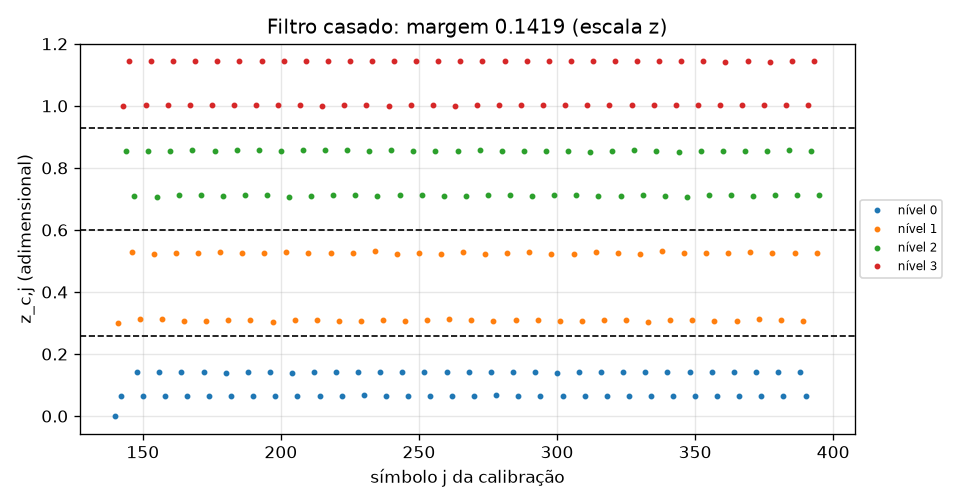 Filtro casado: margem 0.1419 (escala z)
z_c,j (adimensional)
1.2
1.0
0.8
0.6
0.4
0.2
0.0
150
200
250
300
350
400
símbolo j da calibração
nível 0
nível 1
nível 2
nível 3